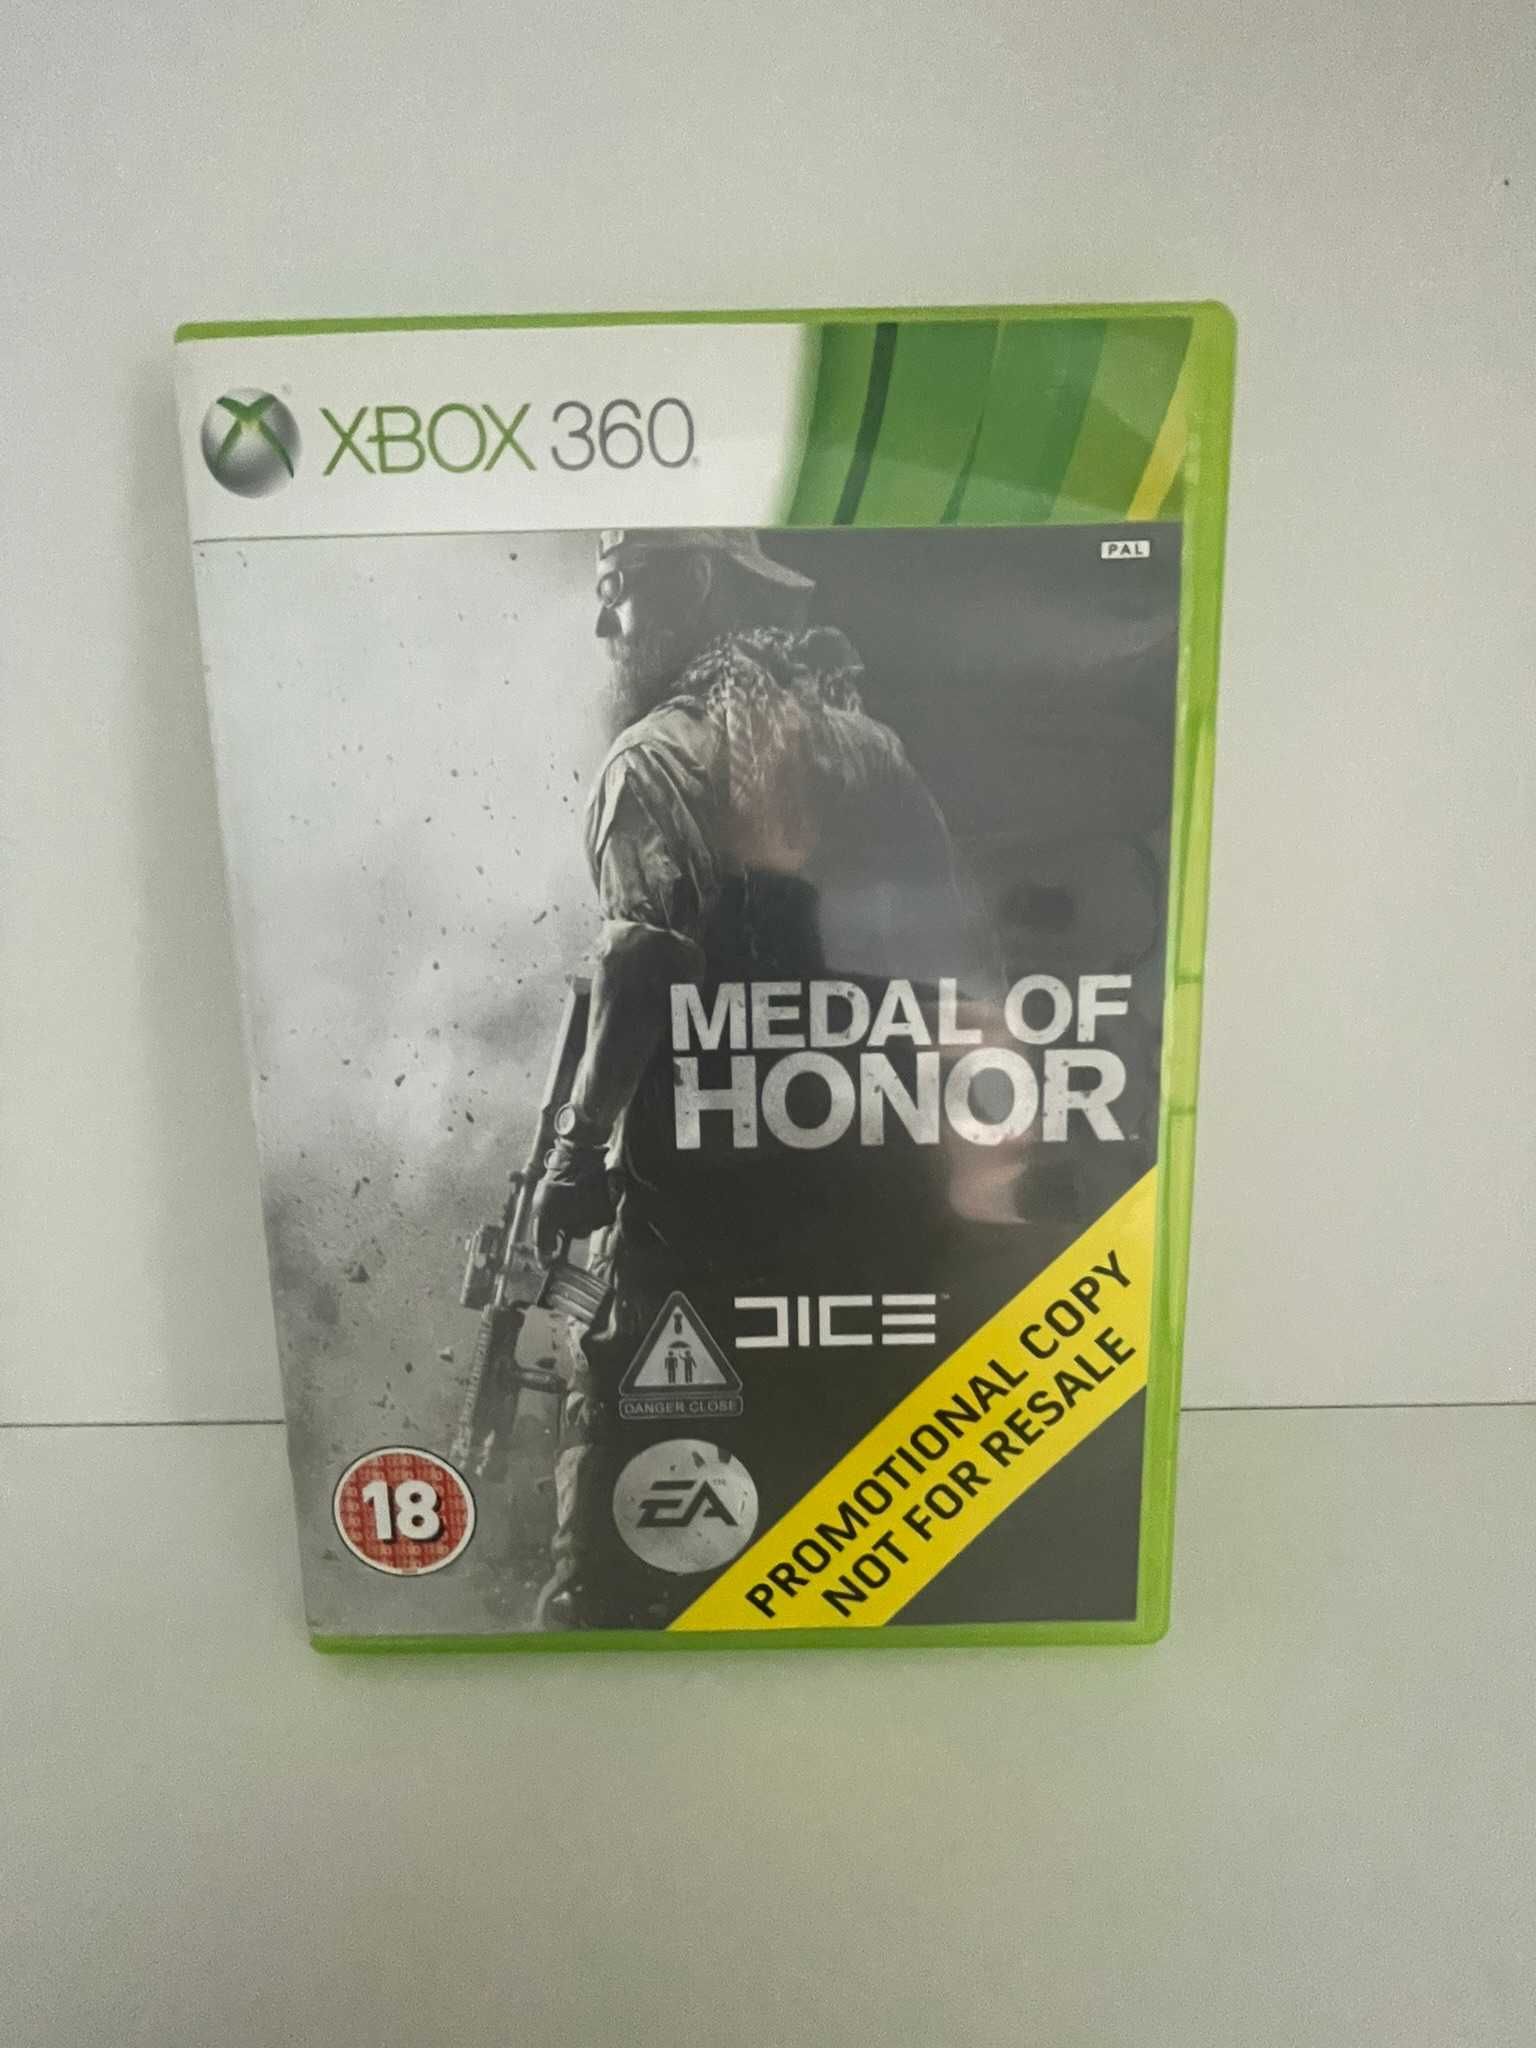 XBOX 360
PAL
MEDAL OF
HONOR
DICE
DANGER CLOSE
EA
18
PROMOTIONAL COPY
NOT FOR RESALE